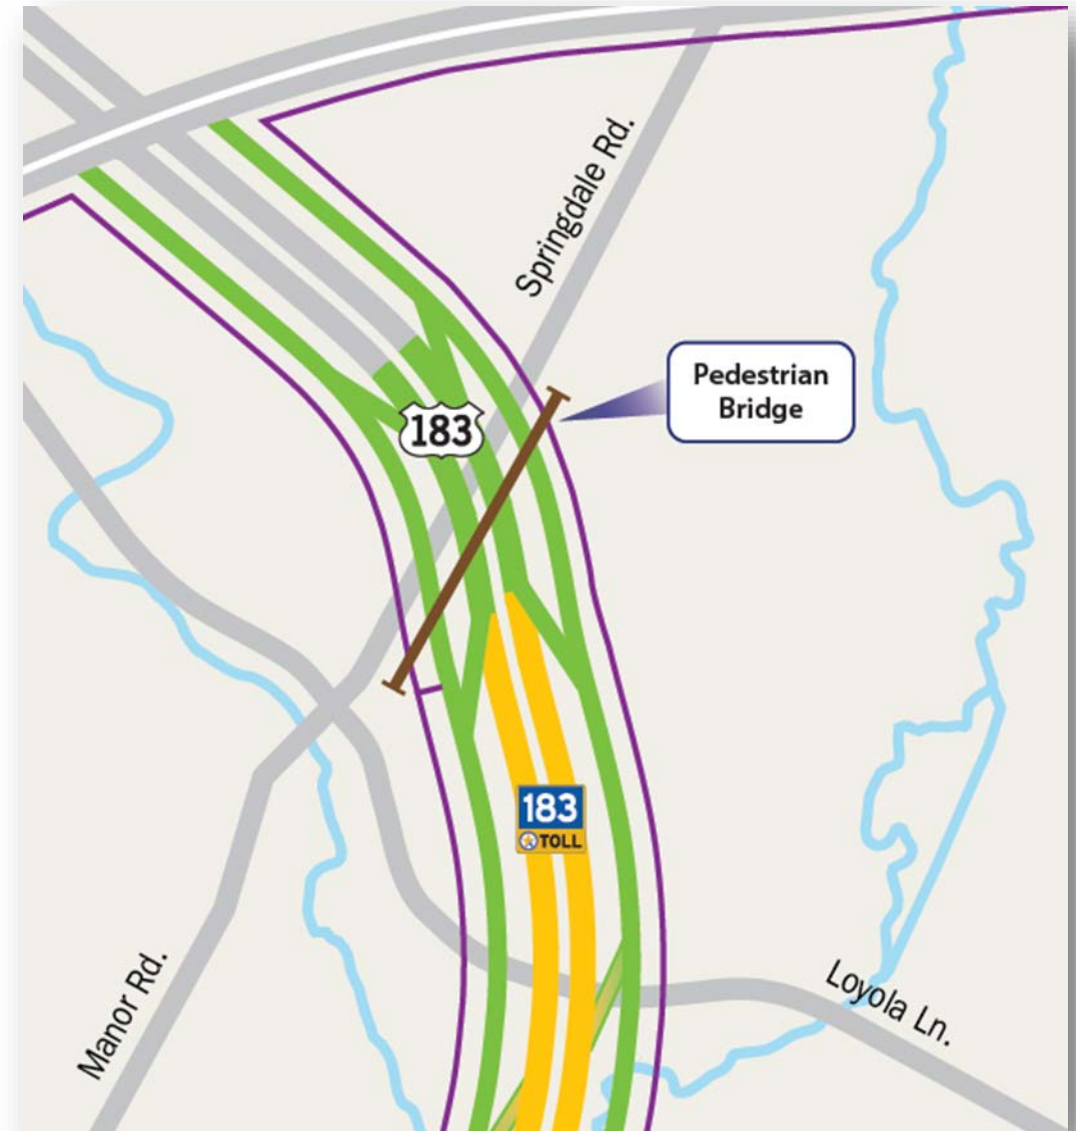 Springdale Rd.
Pedestrian
Bridge
183
183
TOLL
Manor Rd.
Loyola Ln.